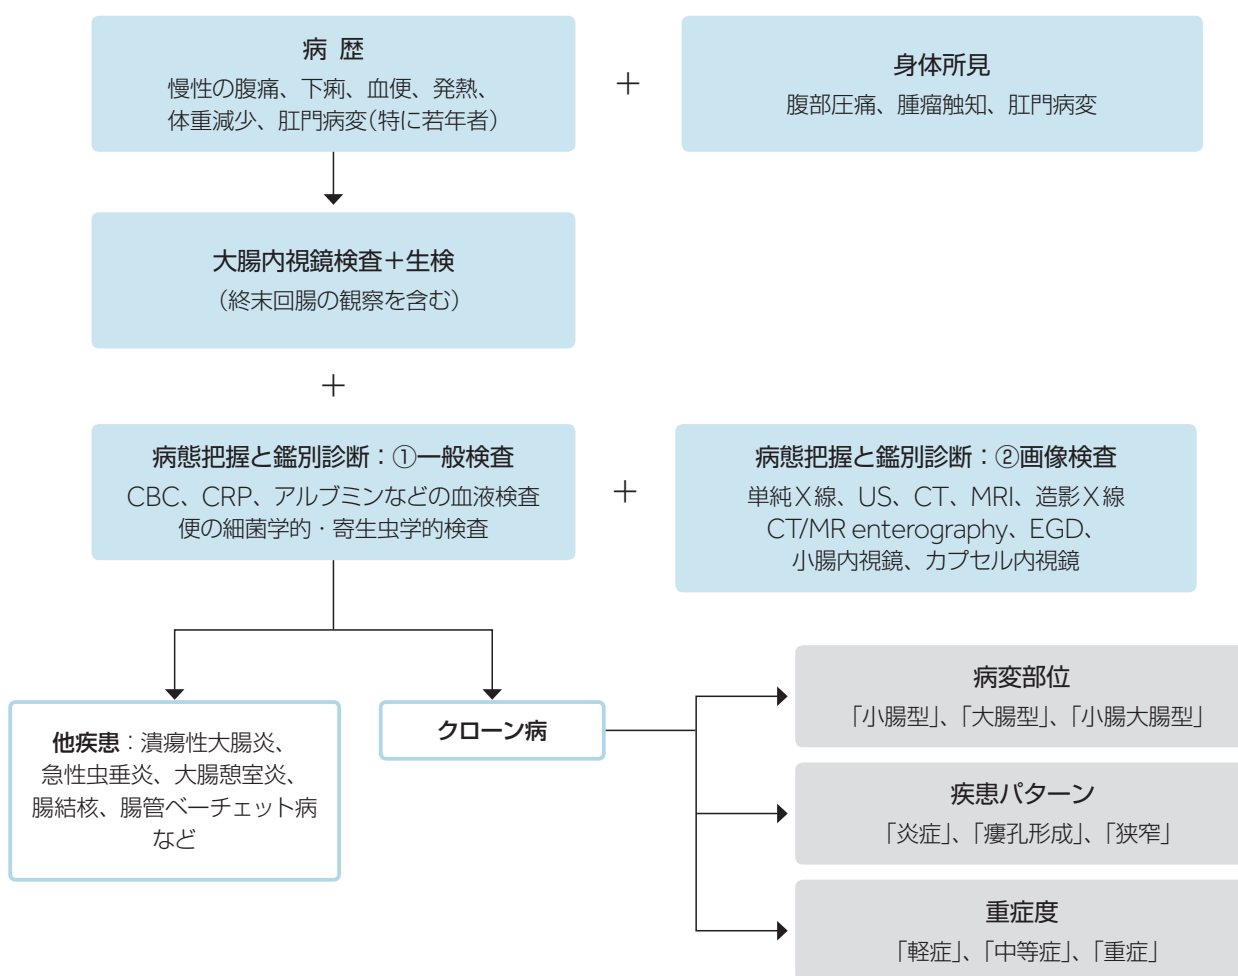 病 歴
慢性の腹痛、下痢、血便、発熱、
体重減少、肛門病変(特に若年者)
+
身体所見
腹部圧痛、腫瘤触知、肛門病変
大腸内視鏡検査+生検
(終末回腸の観察を含む)
+
病態把握と鑑別診断:①一般検査
CBC、CRP、アルブミンなどの血液検査
便の細菌学的・寄生虫学的検査
+
病態把握と鑑別診断:②画像検査
単純X線、US、CT、MRI、造影X線
CT/MR enterography、EGD、
小腸内視鏡、カプセル内視鏡
他疾患:潰瘍性大腸炎、
急性虫垂炎、大腸憩室炎、
腸結核、腸管ベーチェット病
など
クローン病
病変部位
「小腸型」、「大腸型」、「小腸大腸型」
疾患パターン
「炎症」、「瘻孔形成」、「狭窄」
重症度
「軽症」、「中等症」、「重症」